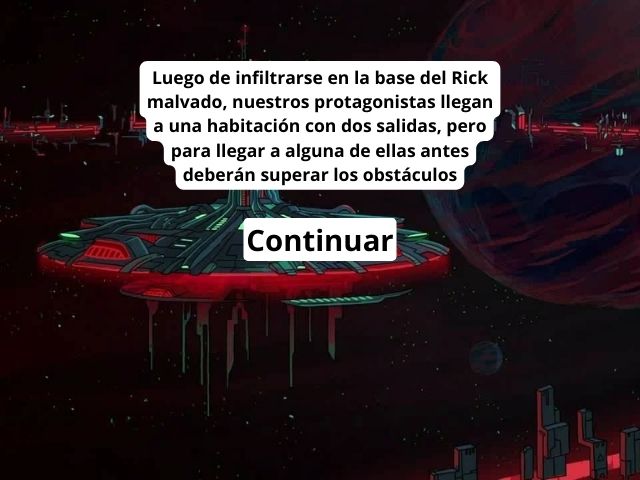 Luego de infiltrarse en la base del Rick
malvado, nuestros protagonistas llegan
a una habitación con dos salidas, pero
para llegar a alguna de ellas antes
deberán superar los obstáculos
Continuar